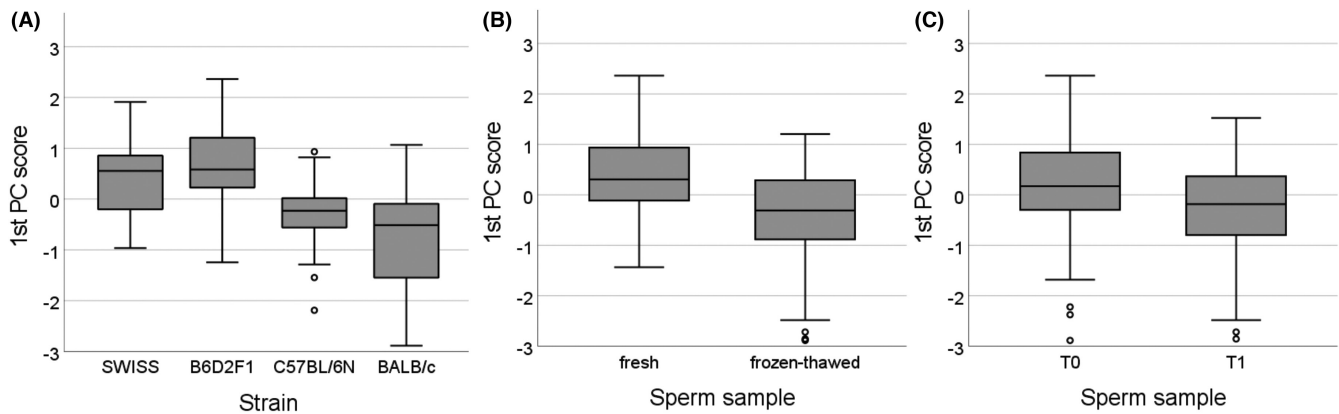 (A)
1st PC score
3
2
1
0
-1
-2
-3
SWISS B6D2F1 C57BL/6N BALB/c
Strain
(B)
1st PC score
3
2
1
0
-1
-2
-3
fresh frozen-thawed
Sperm sample
(C)
1st PC score
3
2
1
0
-1
-2
-3
T0 T1
Sperm sample